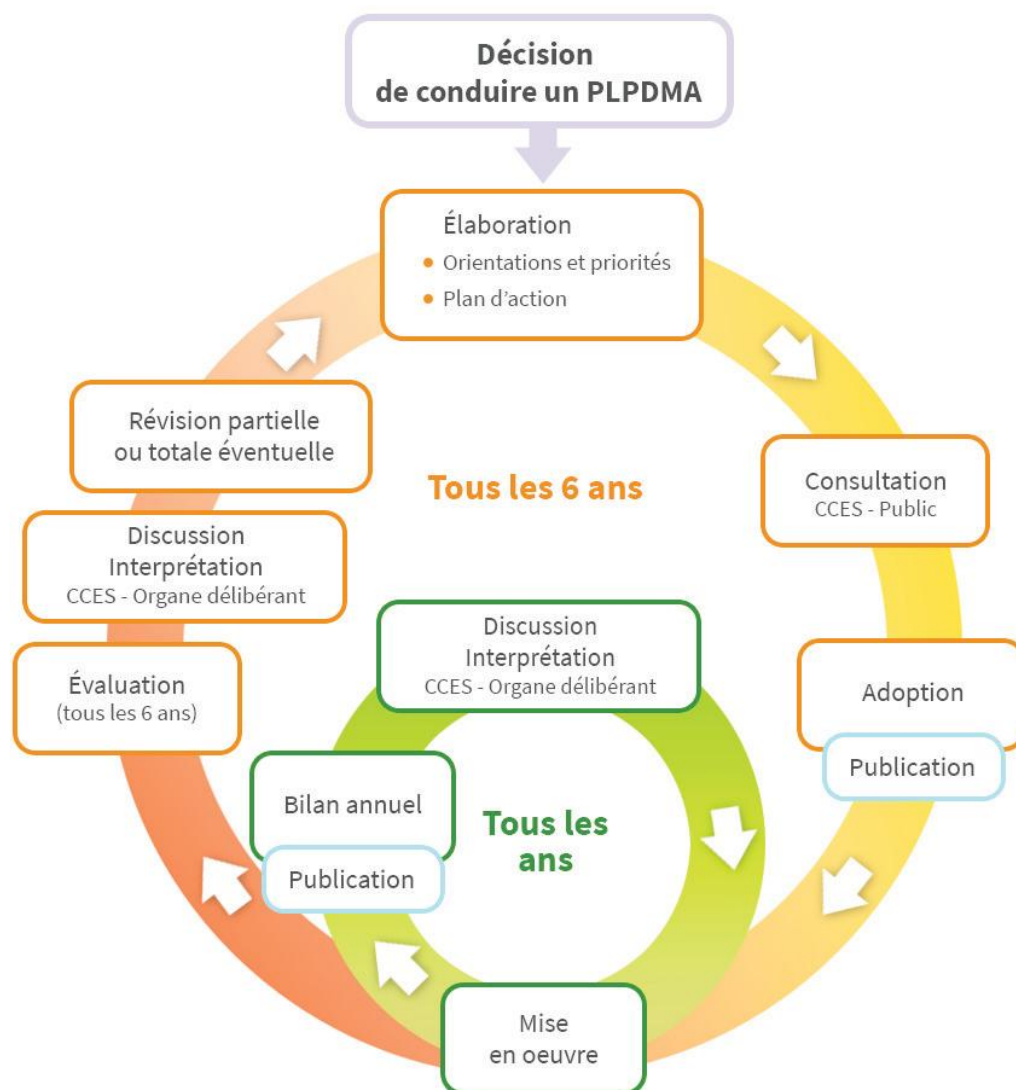 Décision
de conduire un PLPDMA
Élaboration
• Orientations et priorités
• Plan d’action
Révision partielle
ou totale éventuelle
Tous les 6 ans
Consultation
CCES - Public
Discussion
Interprétation
CCES - Organe délibérant
Discussion
Interprétation
CCES - Organe délibérant
Évaluation
(tous les 6 ans)
Adoption
Publication
Bilan annuel
Publication
Tous les
ans
Mise
en oeuvre